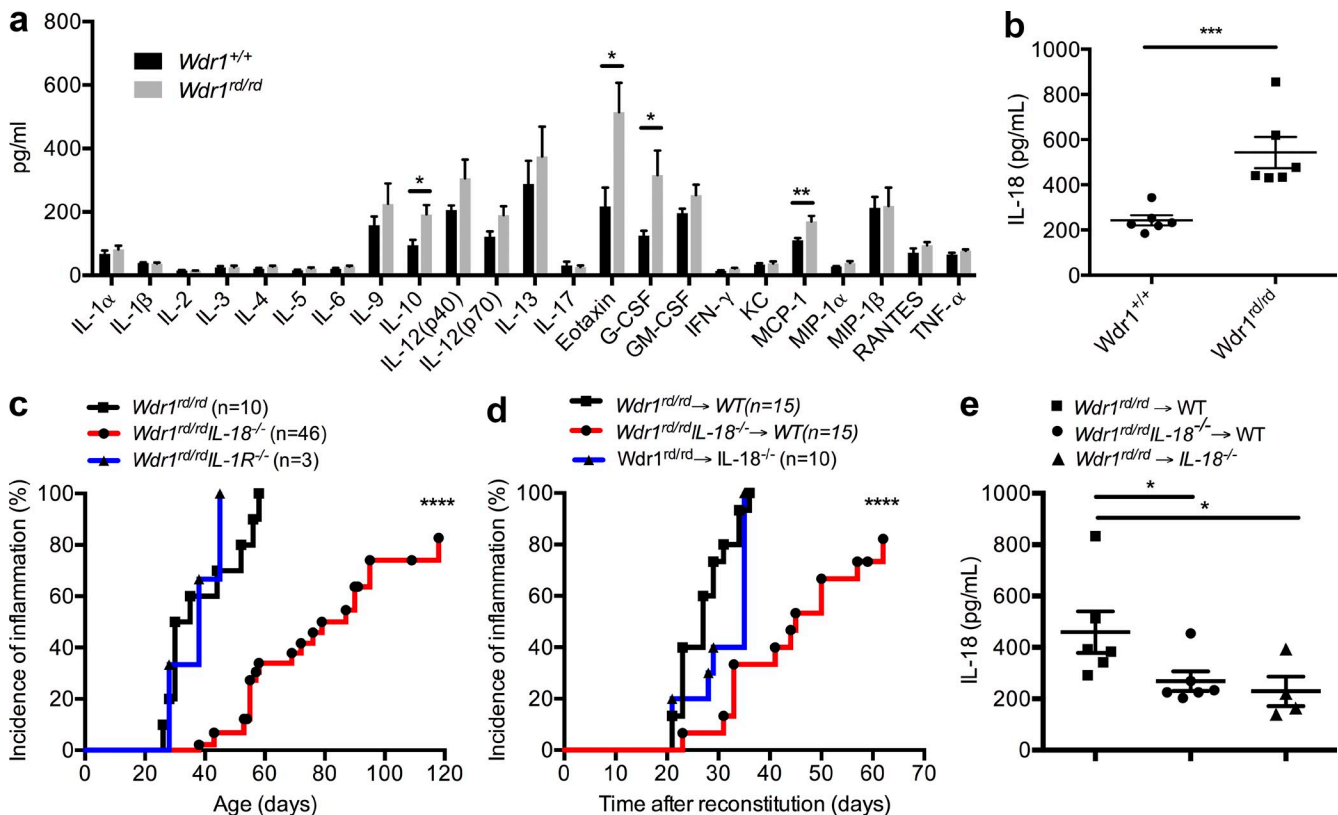 a
800
600
400
200
0
pg/ml
Wdr1+/+
Wdr1rd/rd
*
*
*
**
IL-1α
IL-1β
IL-2
IL-3
IL-4
IL-5
IL-6
IL-9
IL-10
IL-12(p40)
IL-12(p70)
IL-13
IL-17
Eotaxin
G-CSF
GM-CSF
IFN-γ
KC
MCP-1
MIP-1α
MIP-1β
RANTES
TNF-α
b
***
1000
800
600
400
200
0
IL-18 (pg/mL)
Wdr1+/+
Wdr1rd/rd
c
Wdr1rd/rd (n=10)
Wdr1rd/rdIL-18-/- (n=46)
Wdr1rd/rdIL-1R-/- (n=3)
100
80
60
40
20
0
Incidence of inflammation (%)
****
0 20 40 60 80 100 120
Age (days)
d
Wdr1rd/rd→ WT(n=15)
Wdr1rd/rdIL-18-/-→ WT(n=15)
Wdr1rd/rd→ IL-18-/- (n=10)
100
80
60
40
20
0
Incidence of inflammation (%)
****
0 10 20 30 40 50 60 70
Time after reconstitution (days)
e
Wdr1rd/rd → WT
Wdr1rd/rdIL-18-/-→ WT
Wdr1rd/rd → IL-18-/-
1000
800
600
400
200
0
IL-18 (pg/mL)
*
*